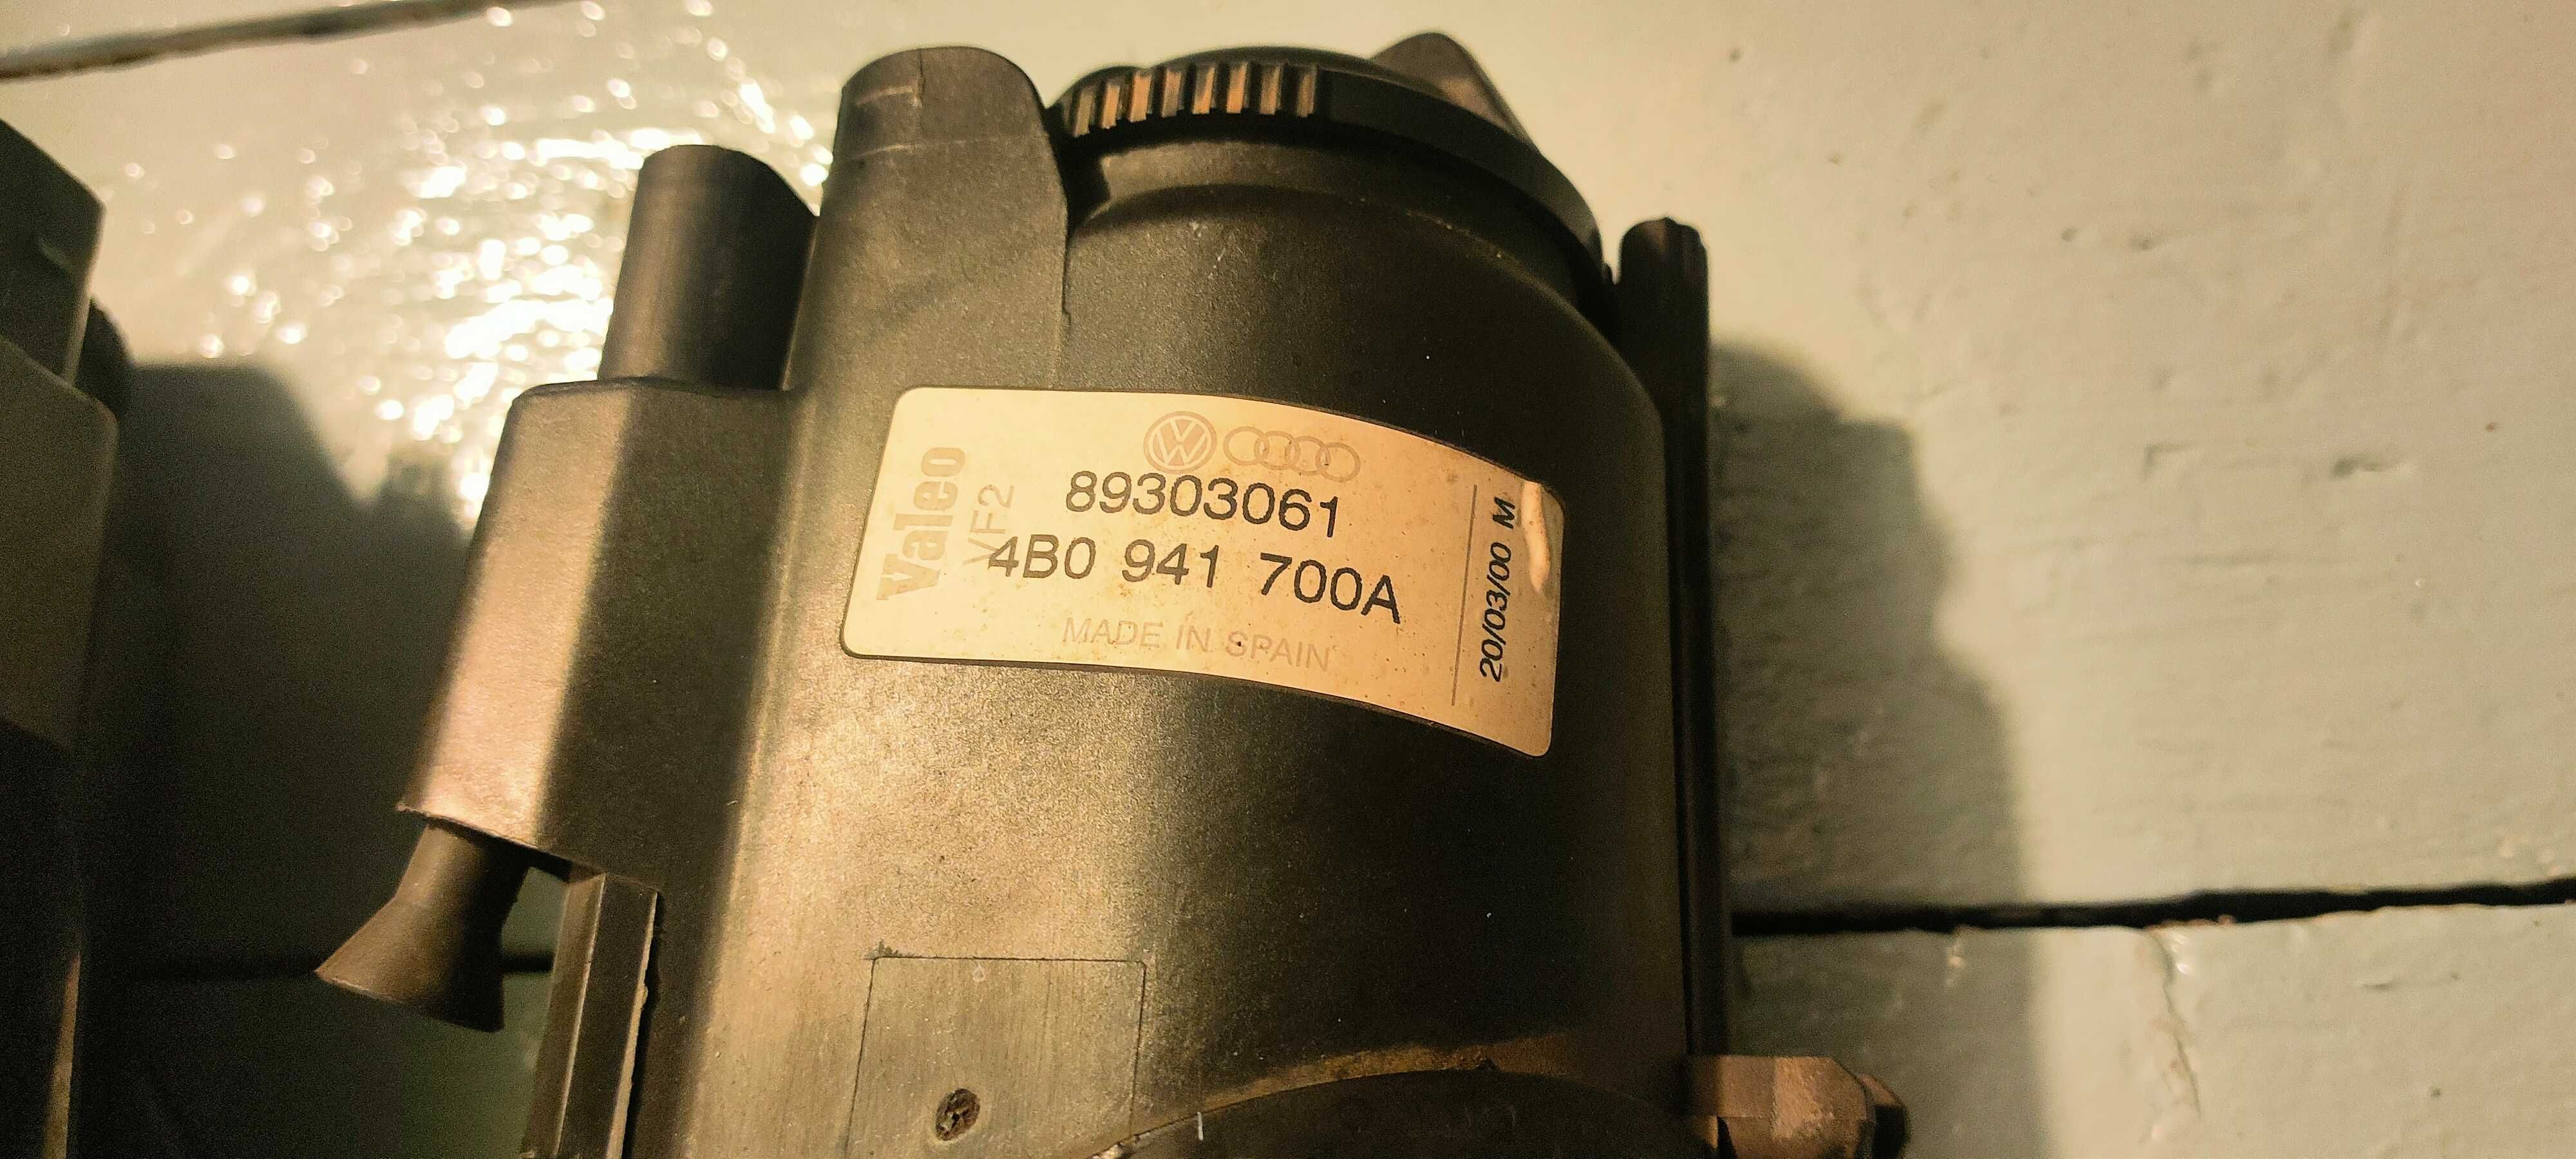 Valeo
VF2
89303061
4B0 941 700A
MADE IN SPAIN
20/03/00 M